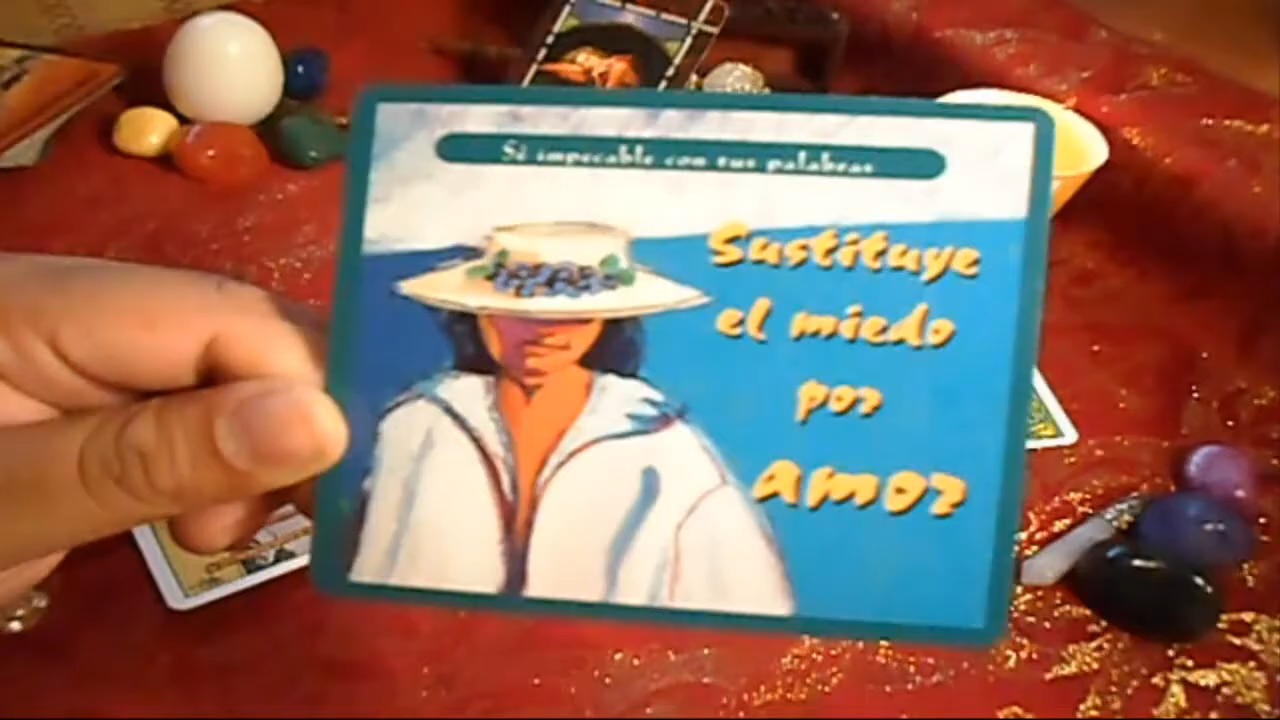 Sé impecable con tus palabras
Sustituye
el miedo
por
amor